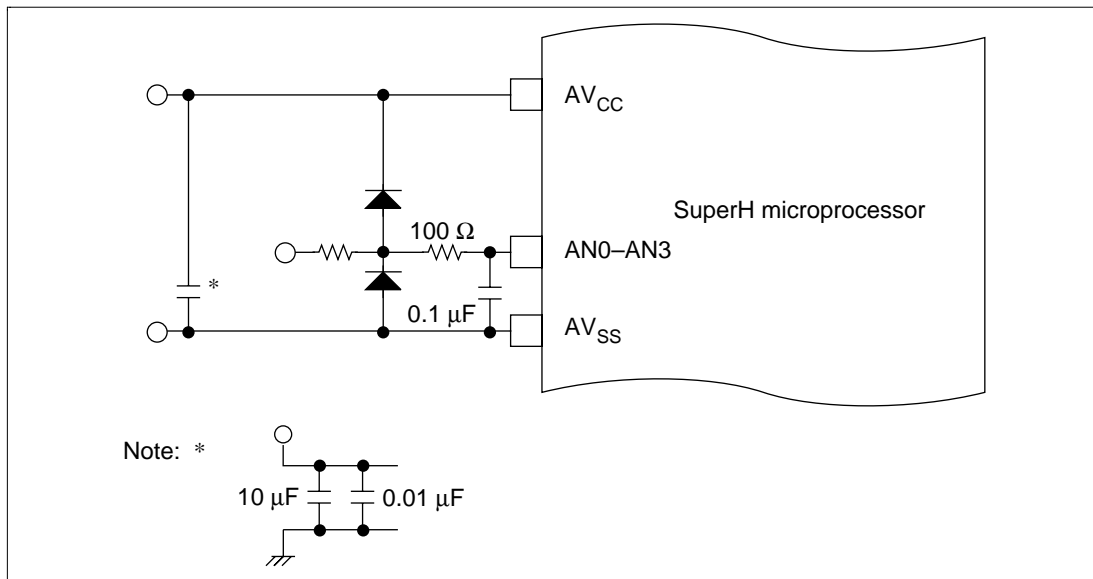 AVCC
SuperH microprocessor
100 Ω
AN0–AN3
*
0.1 μF
AVSS
Note: *
10 μF
0.01 μF